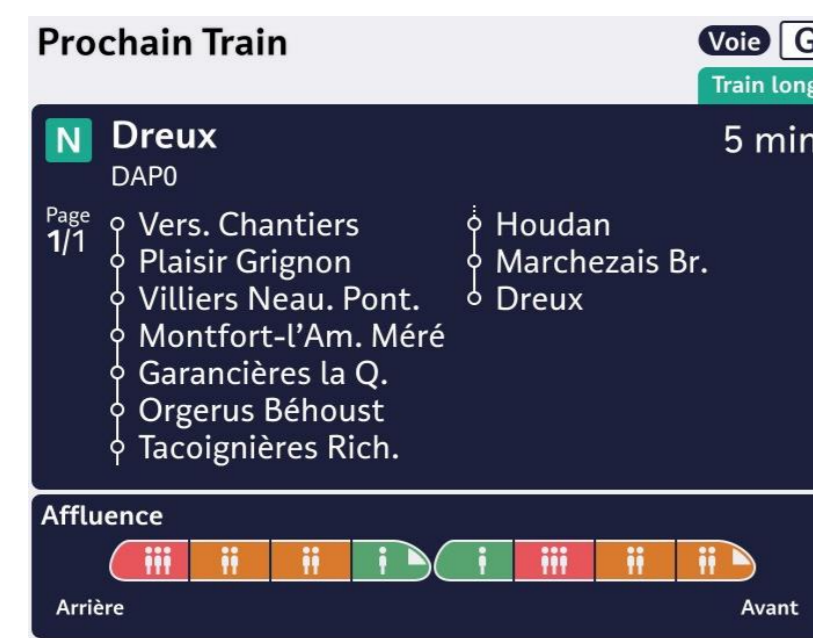 Prochain Train
Voie G
Train long
N Dreux
5 min
DAP0
Page
1/1
Vers. Chantiers
Plaisir Grignon
Villiers Neau. Pont.
Montfort-l'Am. Méré
Garancières la Q.
Orgerus Béhoust
Tacoignières Rich.
Houdan
Marchezais Br.
Dreux
Affluence
Arrière
Avant